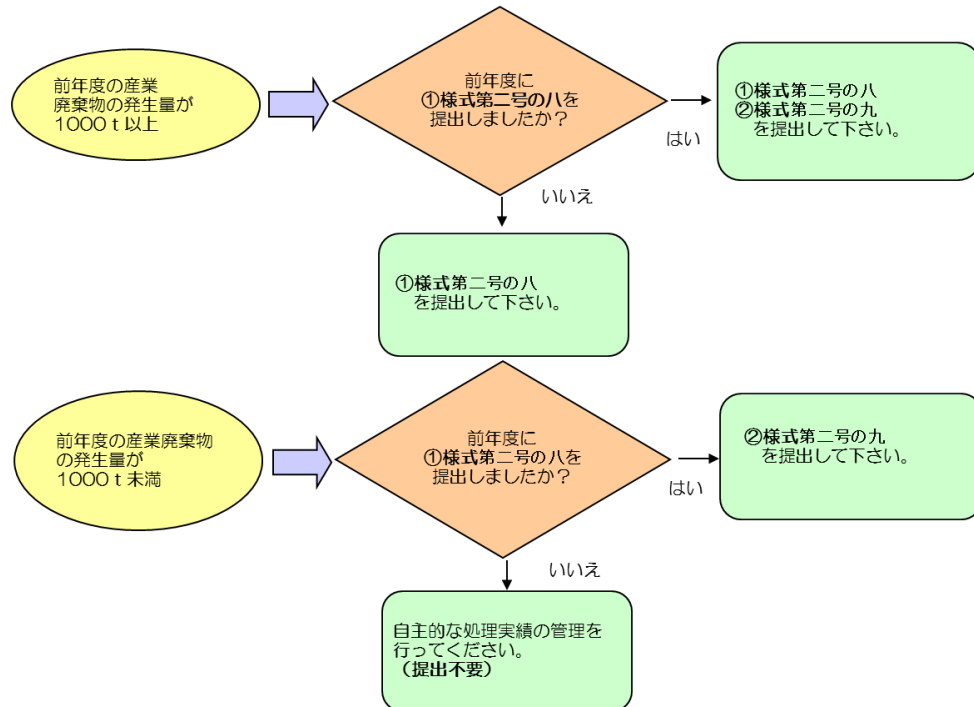 前年度の産業
廃棄物の発生量が
1000ｔ以上
前年度に
①様式第二号の八を
提出しましたか？
はい
①様式第二号の八
②様式第二号の九
を提出して下さい。
いいえ
①様式第二号の八
を提出して下さい。
前年度の産業廃棄物
の発生量が
1000ｔ未満
前年度に
①様式第二号の八を
提出しましたか？
はい
②様式第二号の九
を提出して下さい。
いいえ
自主的な処理実績の管理を
行ってください。
（提出不要）